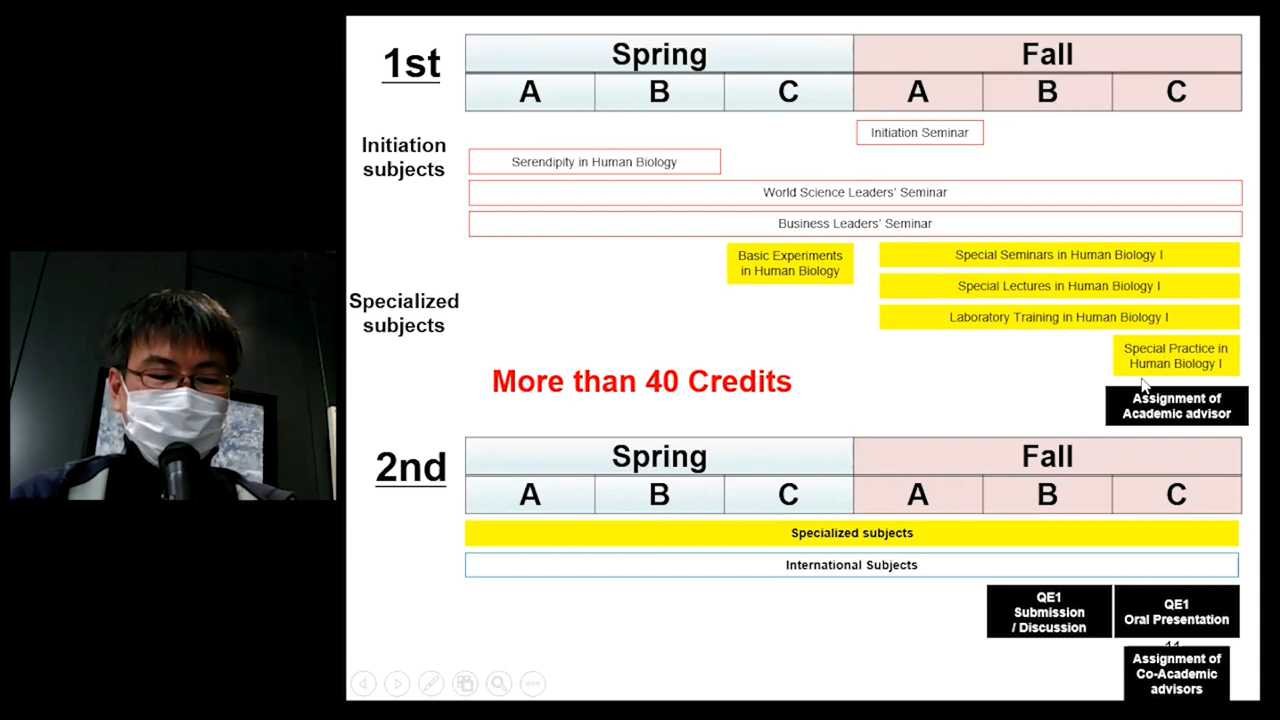 1st
Spring Fall
A B C A B C
Initiation
subjects
Initiation Seminar
Serendipity in Human Biology
World Science Leaders' Seminar
Business Leaders' Seminar
Specialized
subjects
Basic Experiments
in Human Biology
Special Seminars in Human Biology I
Special Lectures in Human Biology I
Laboratory Training in Human Biology I
Special Practice in
Human Biology I
More than 40 Credits
Assignment of
Academic advisor
2nd
Spring Fall
A B C A B C
Specialized subjects
International Subjects
QE1
Submission
/ Discussion
QE1
Oral Presentation
11
Assignment of
Co-Academic
advisors